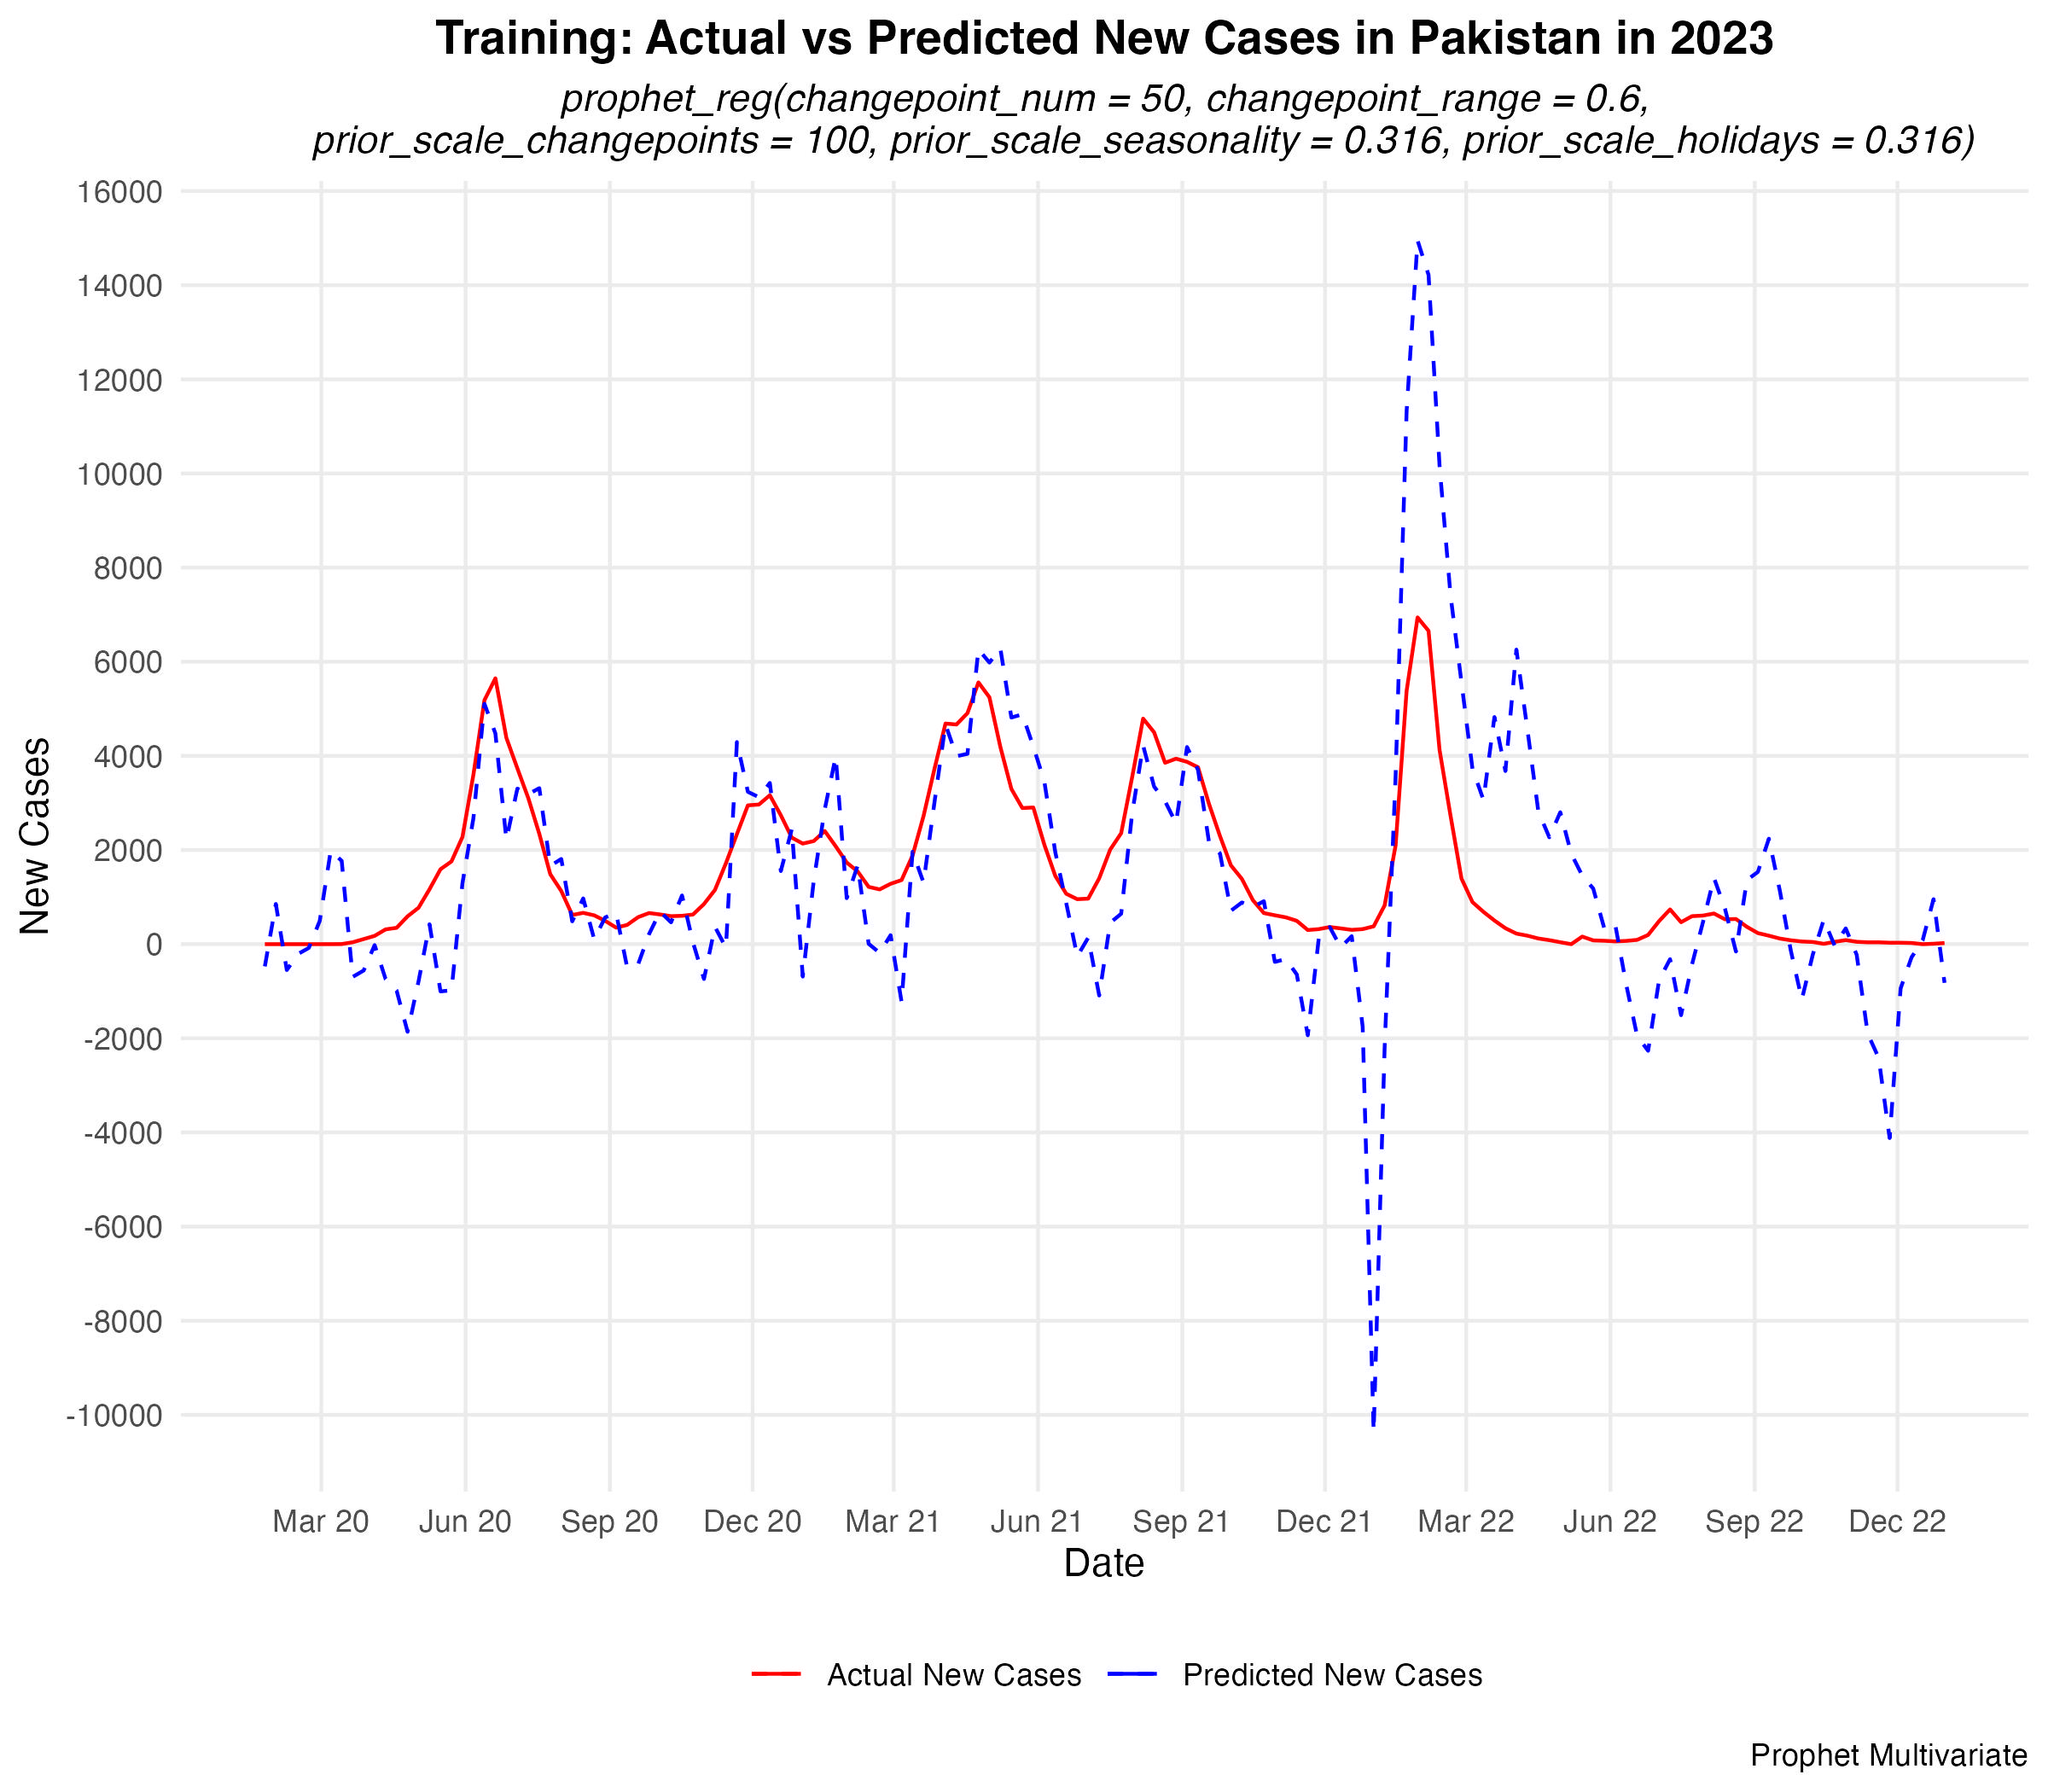 Training: Actual vs Predicted New Cases in Pakistan in 2023
prophet_reg(changepoint_num = 50, changepoint_range = 0.6,
prior_scale_changepoints = 100, prior_scale_seasonality = 0.316, prior_scale_holidays = 0.316)
New Cases
16000
14000
12000
10000
8000
6000
4000
2000
0
-2000
-4000
-6000
-8000
-10000
Mar 20 Jun 20 Sep 20 Dec 20 Mar 21 Jun 21 Sep 21 Dec 21 Mar 22 Jun 22 Sep 22 Dec 22
Date
Actual New Cases Predicted New Cases
Prophet Multivariate